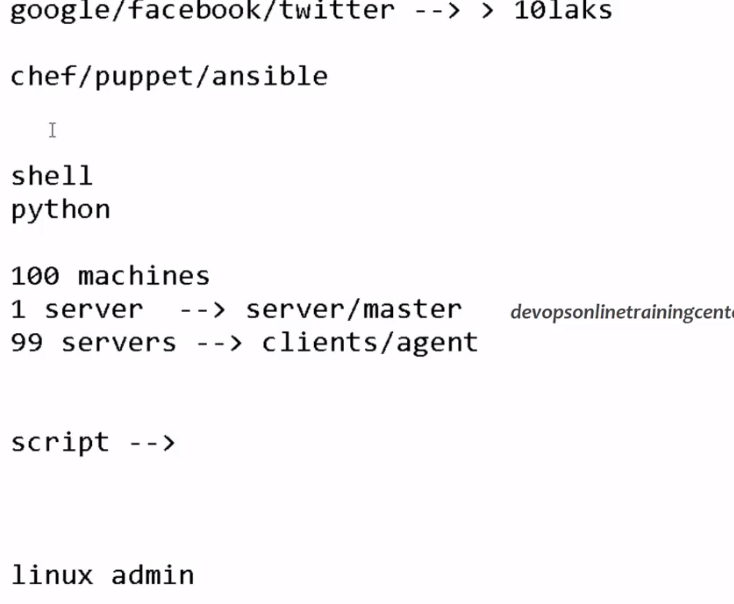 google/facebook/twitter --> > 10laks
chef/puppet/ansible
shell
python
100 machines
1 server --> server/master
devopsonlinetrainingcent
99 servers --> clients/agent
script -->
linux admin